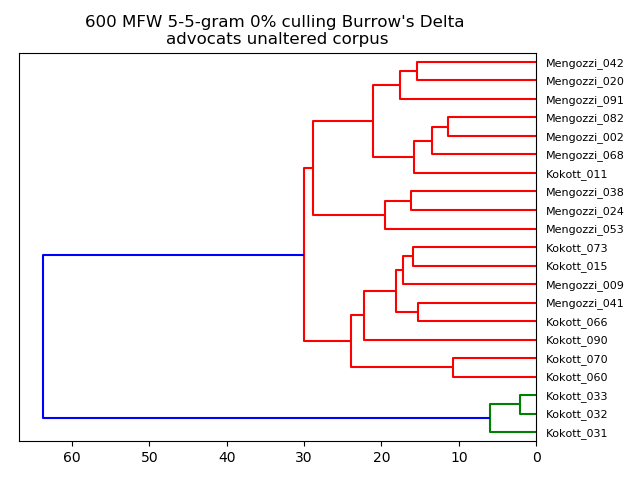 600 MFW 5-5-gram 0% culling Burrow's Delta
advocats unaltered corpus
Mengozzi_042
Mengozzi_020
Mengozzi_091
Mengozzi_082
Mengozzi_002
Mengozzi_068
Kokott_011
Mengozzi_038
Mengozzi_024
Mengozzi_053
Kokott_073
Kokott_015
Mengozzi_009
Mengozzi_041
Kokott_066
Kokott_090
Kokott_070
Kokott_060
Kokott_033
Kokott_032
Kokott_031
60 50 40 30 20 10 0